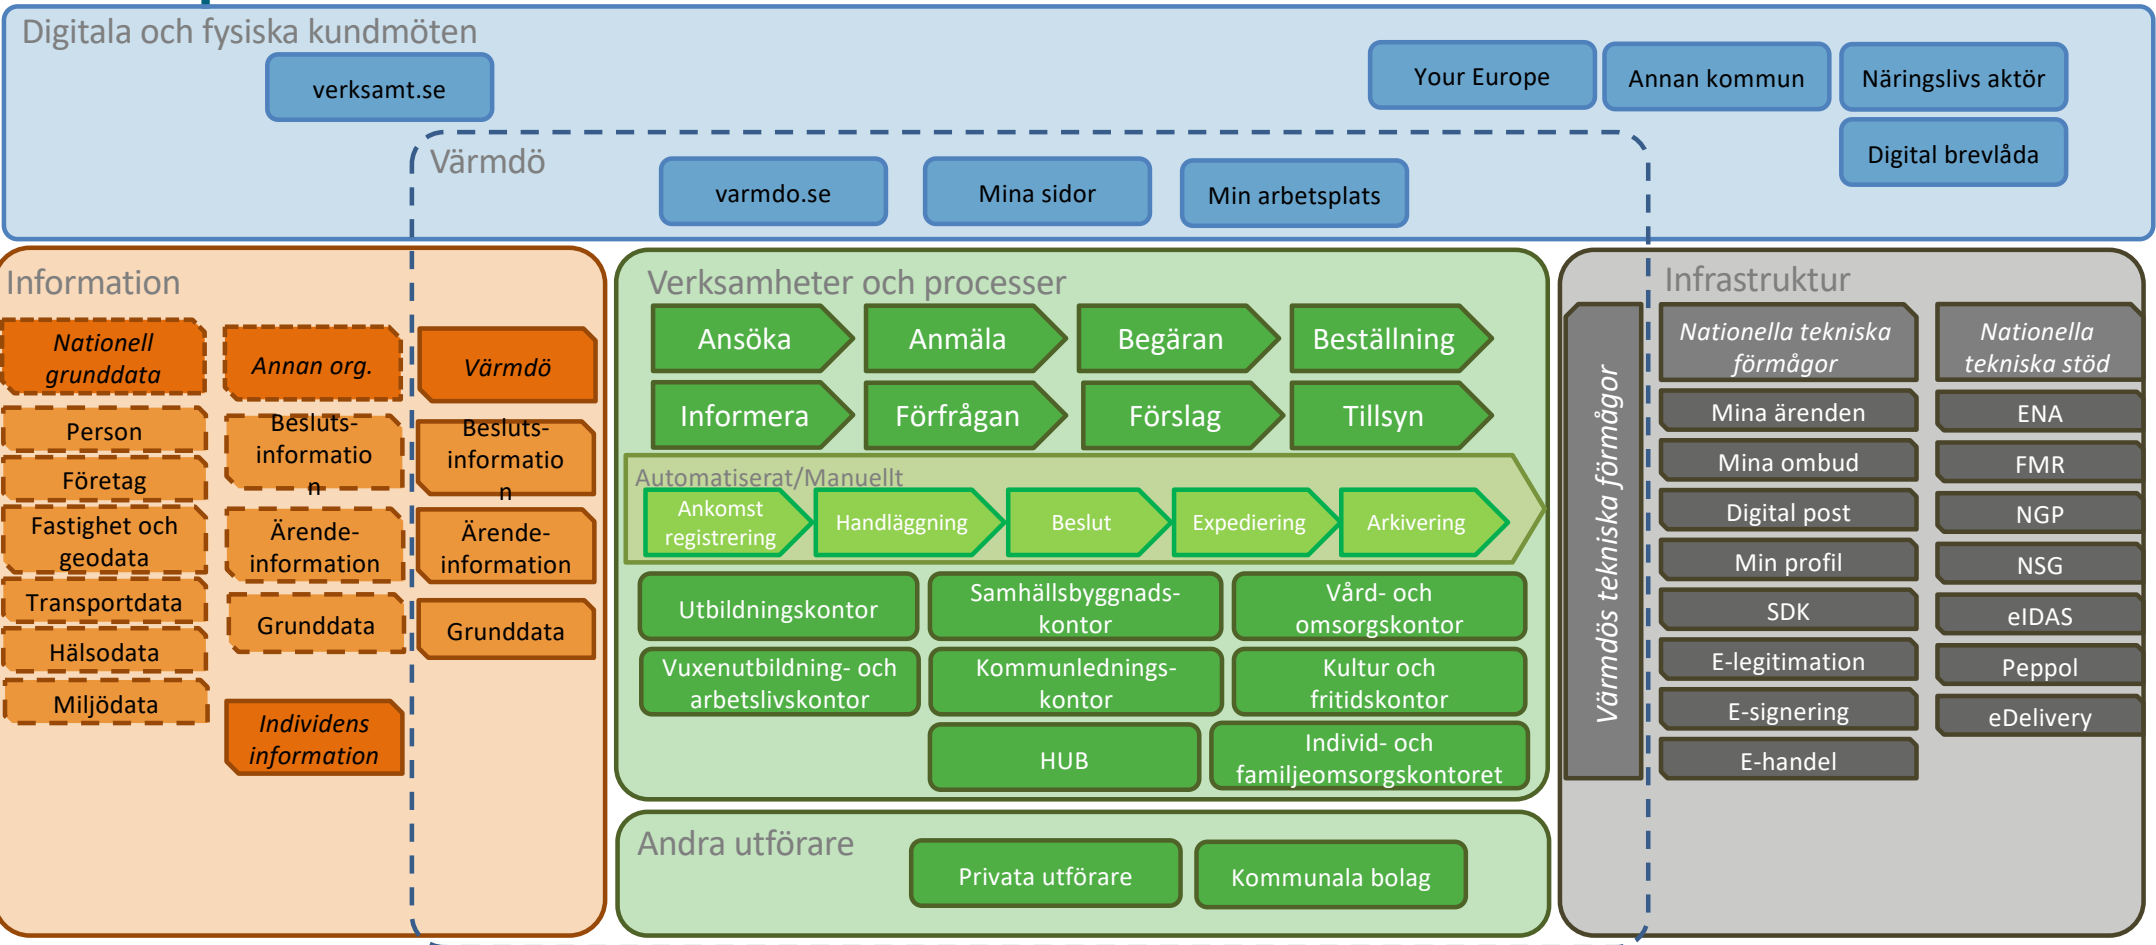 Digitala och fysiska kundmöten
verksamt.se
Your Europe
Annan kommun
Näringslivs aktör
Digital brevlåda
Värmdö
varmdo.se
Mina sidor
Min arbetsplats
Information
Nationell
grunddata
Person
Företag
Fastighet och
geodata
Transportdata
Hälsodata
Miljödata
Annan org.
Besluts-
informatio
n
Ärende-
information
Grunddata
Individens
information
Värmdö
Besluts-
informatio
n
Ärende-
information
Grunddata
Verksamheter och processer
Ansöka
Anmäla
Begäran
Beställning
Informera
Förfrågan
Förslag
Tillsyn
Automatiserat/Manuellt
Ankomst
registrering
Handläggning
Beslut
Expediering
Arkivering
Utbildningskontor
Samhällsbyggnads-
kontor
Vård- och
omsorgskontor
Vuxenutbildning- och
arbetslivskontor
Kommunlednings-
kontor
Kultur och
fritidskontor
HUB
Individ- och
familjeomsorgskontoret
Andra utförare
Privata utförare
Kommunala bolag
Infrastruktur
Värmdös tekniska förmågor
Nationella tekniska
förmågor
Mina ärenden
Mina ombud
Digital post
Min profil
SDK
E-legitimation
E-signering
E-handel
Nationella
tekniska stöd
ENA
FMR
NGP
NSG
eIDAS
Peppol
eDelivery